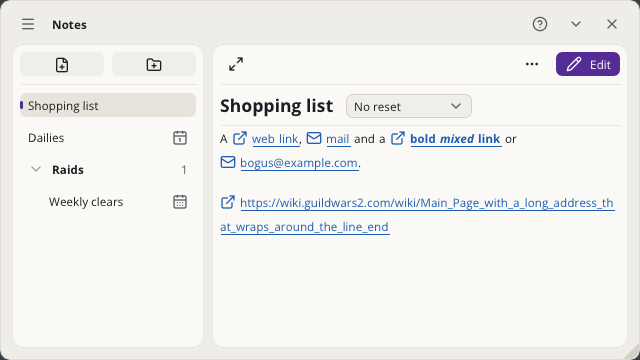 Notes
Edit
Shopping list
Dailies
Raids 1
Weekly clears
Shopping list No reset
A web link, mail and a bold mixed link or
bogus@example.com.
https://wiki.guildwars2.com/wiki/Main_Page_with_a_long_address_th
at_wraps_around_the_line_end